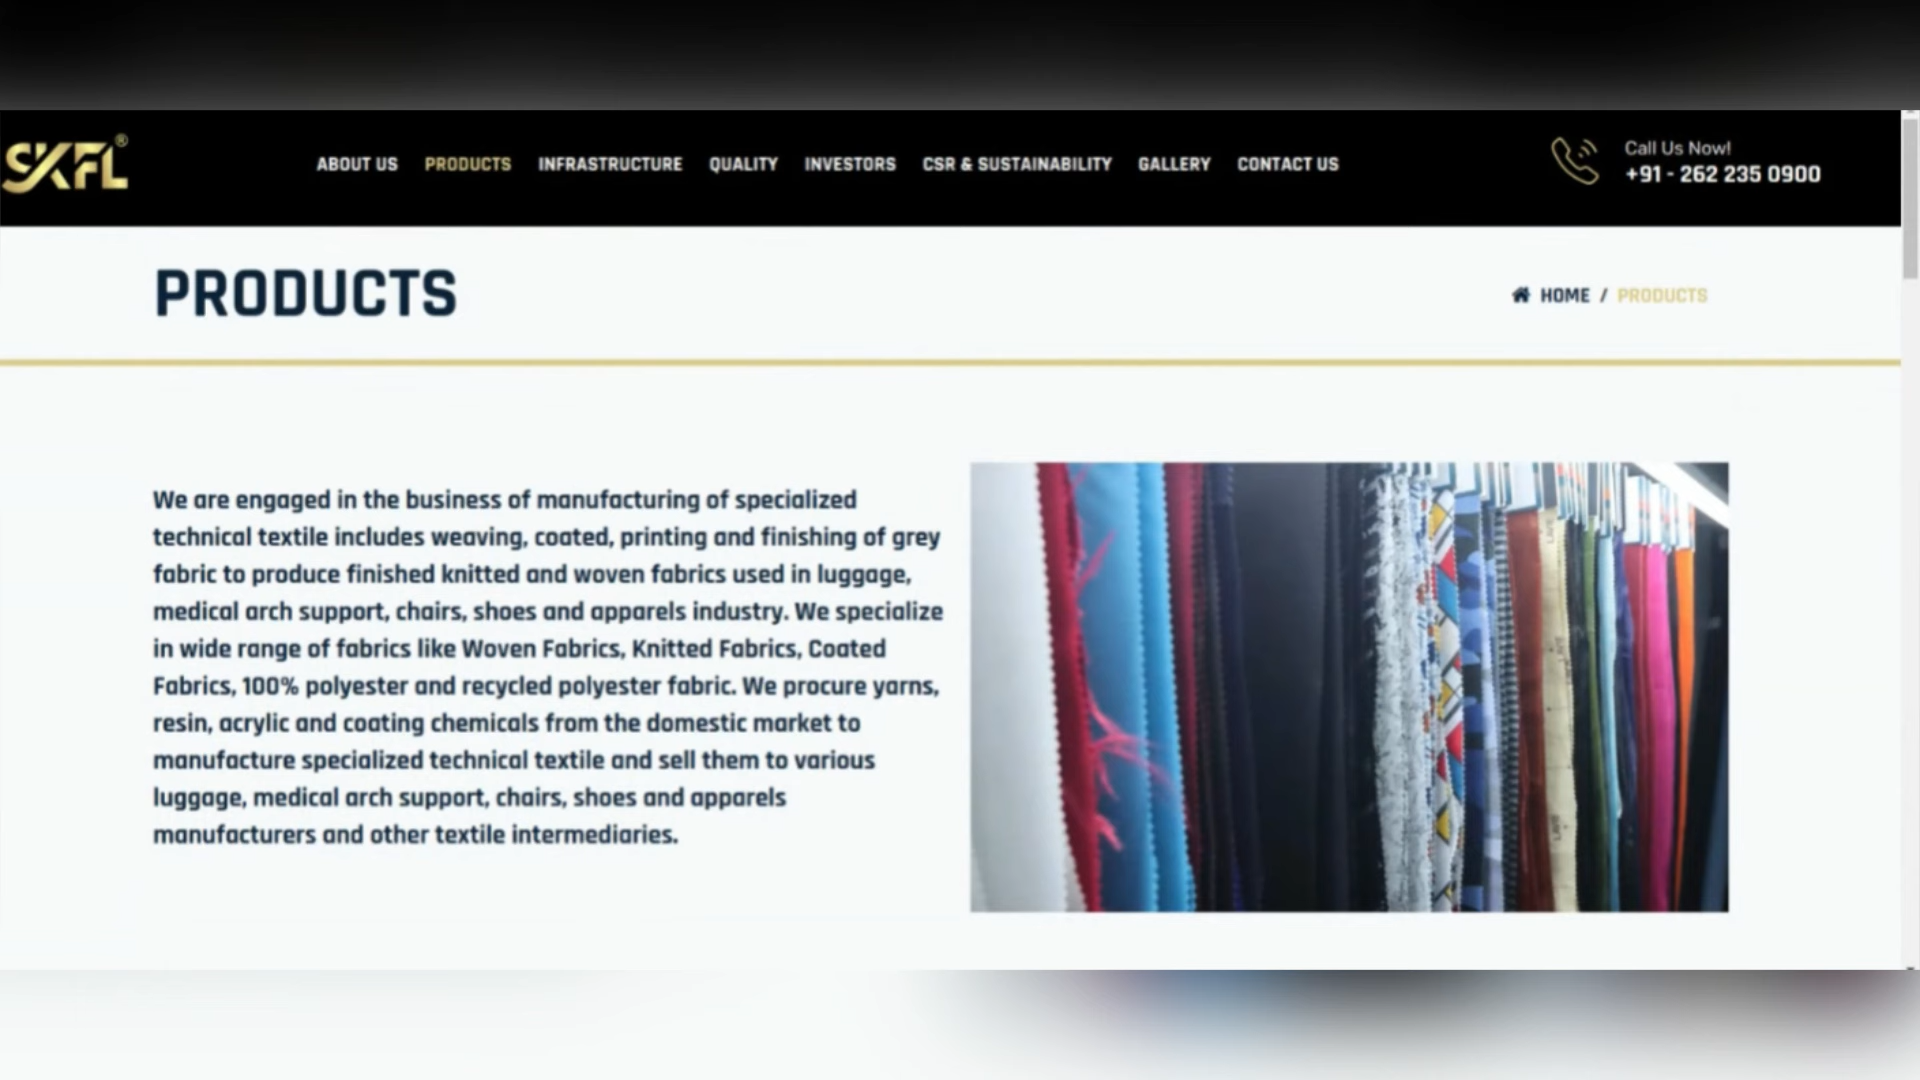 SKFL®
ABOUT US PRODUCTS INFRASTRUCTURE QUALITY INVESTORS CSR & SUSTAINABILITY GALLERY CONTACT US
Call Us Now!
+91 - 262 235 0900
PRODUCTS
HOME / PRODUCTS
We are engaged in the business of manufacturing of specialized
technical textile includes weaving, coated, printing and finishing of grey
fabric to produce finished knitted and woven fabrics used in luggage,
medical arch support, chairs, shoes and apparels industry. We specialize
in wide range of fabrics like Woven Fabrics, Knitted Fabrics, Coated
Fabrics, 100% polyester and recycled polyester fabric. We procure yarns,
resin, acrylic and coating chemicals from the domestic market to
manufacture specialized technical textile and sell them to various
luggage, medical arch support, chairs, shoes and apparels
manufacturers and other textile intermediaries.